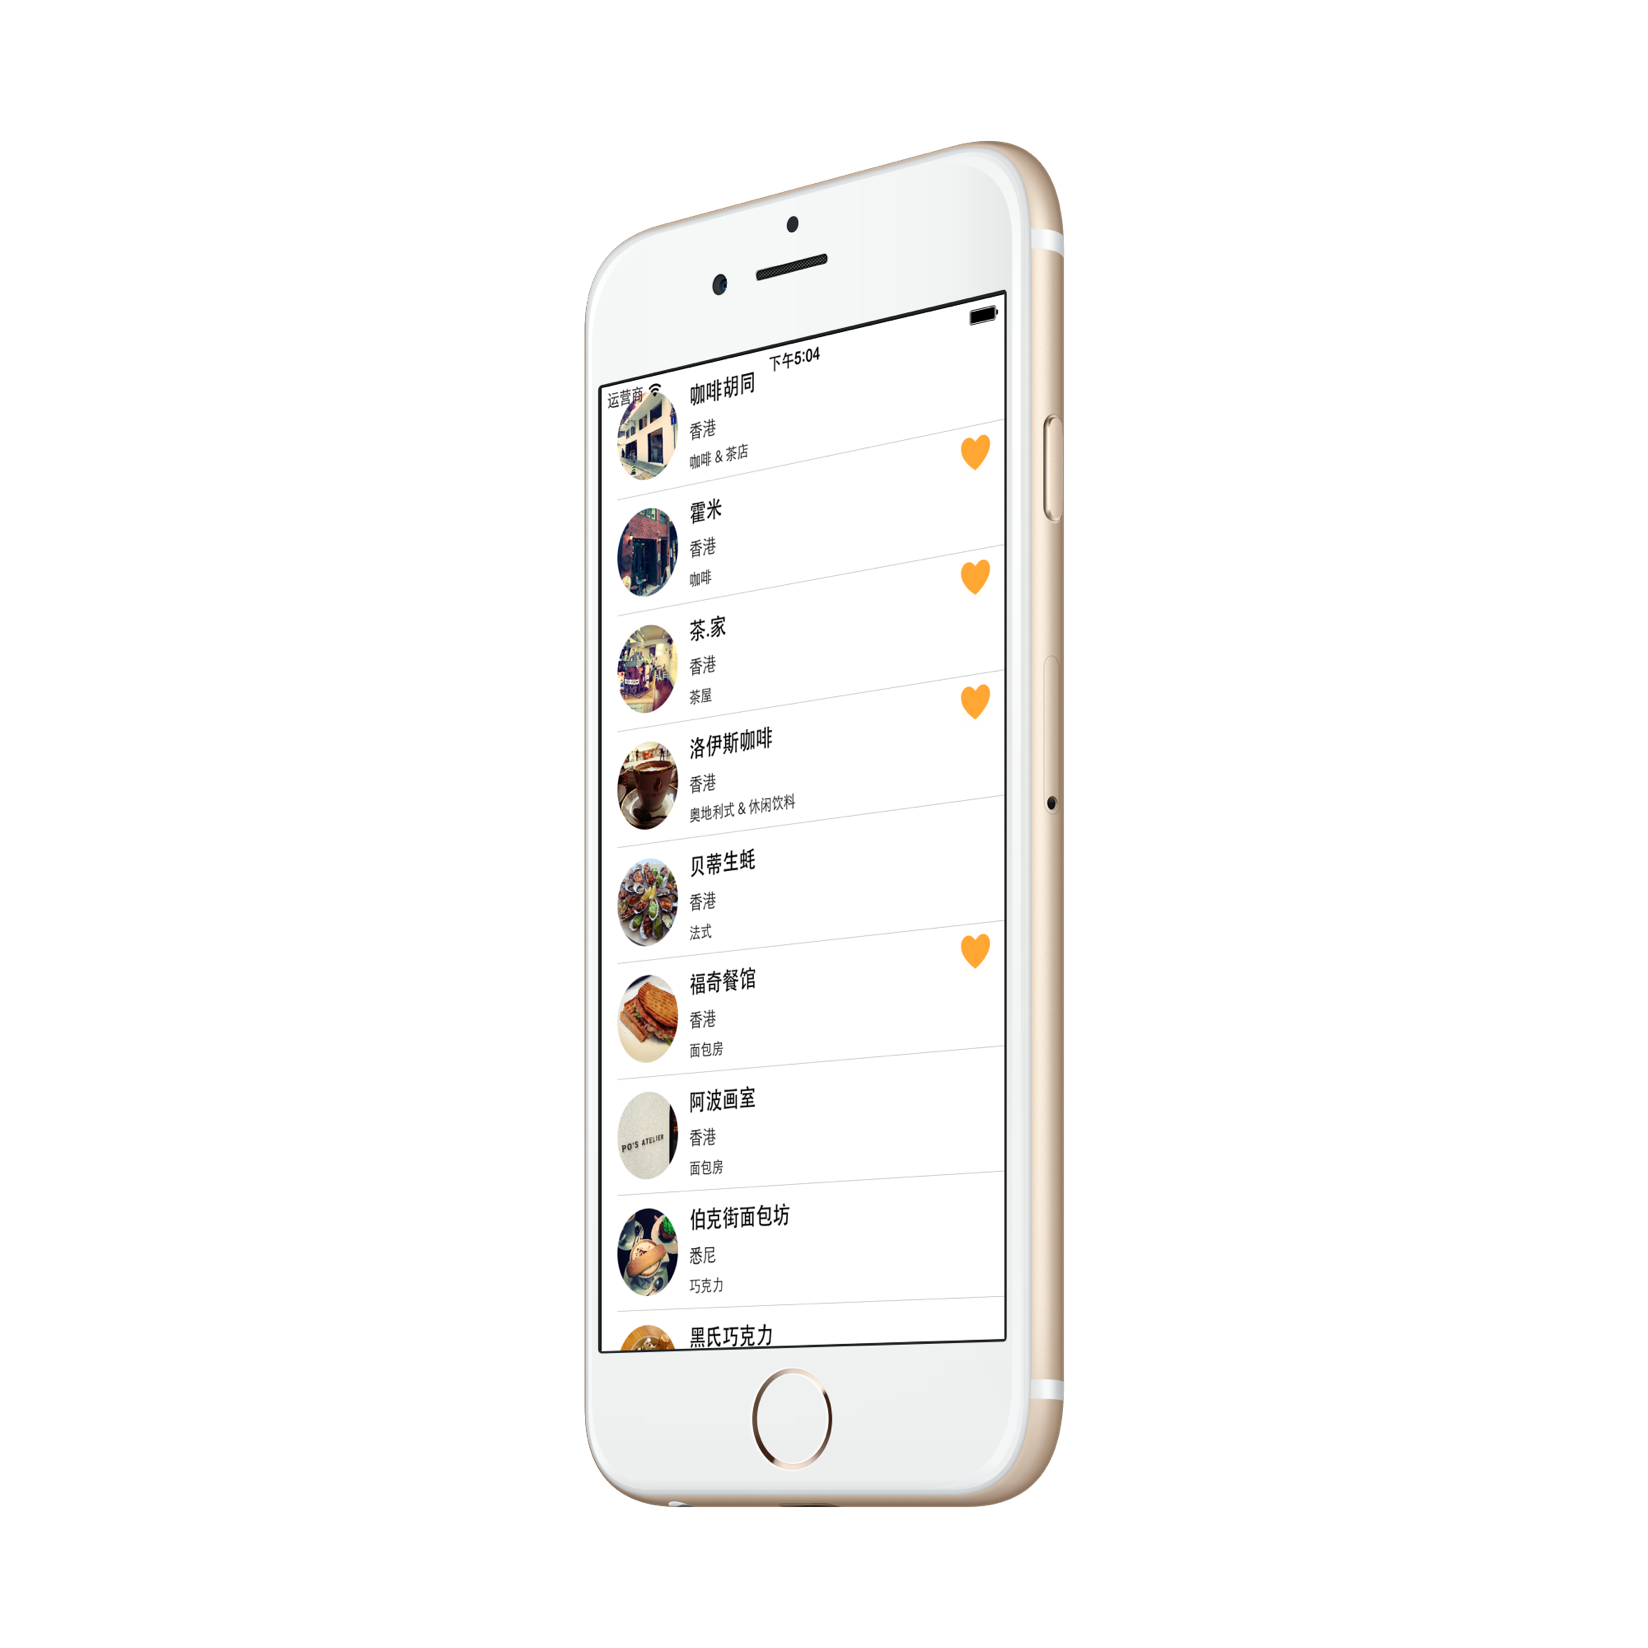 下午5:04
运营商
咖啡胡同
香港
咖啡 & 茶店
霍米
香港
咖啡
茶.家
香港
茶屋
洛伊斯咖啡
香港
奥地利式 & 休闲饮料
贝蒂生蚝
香港
法式
福奇餐馆
香港
面包房
阿波画室
香港
面包房
PO'S ATELIER
伯克街面包坊
悉尼
巧克力
黑氏巧克力